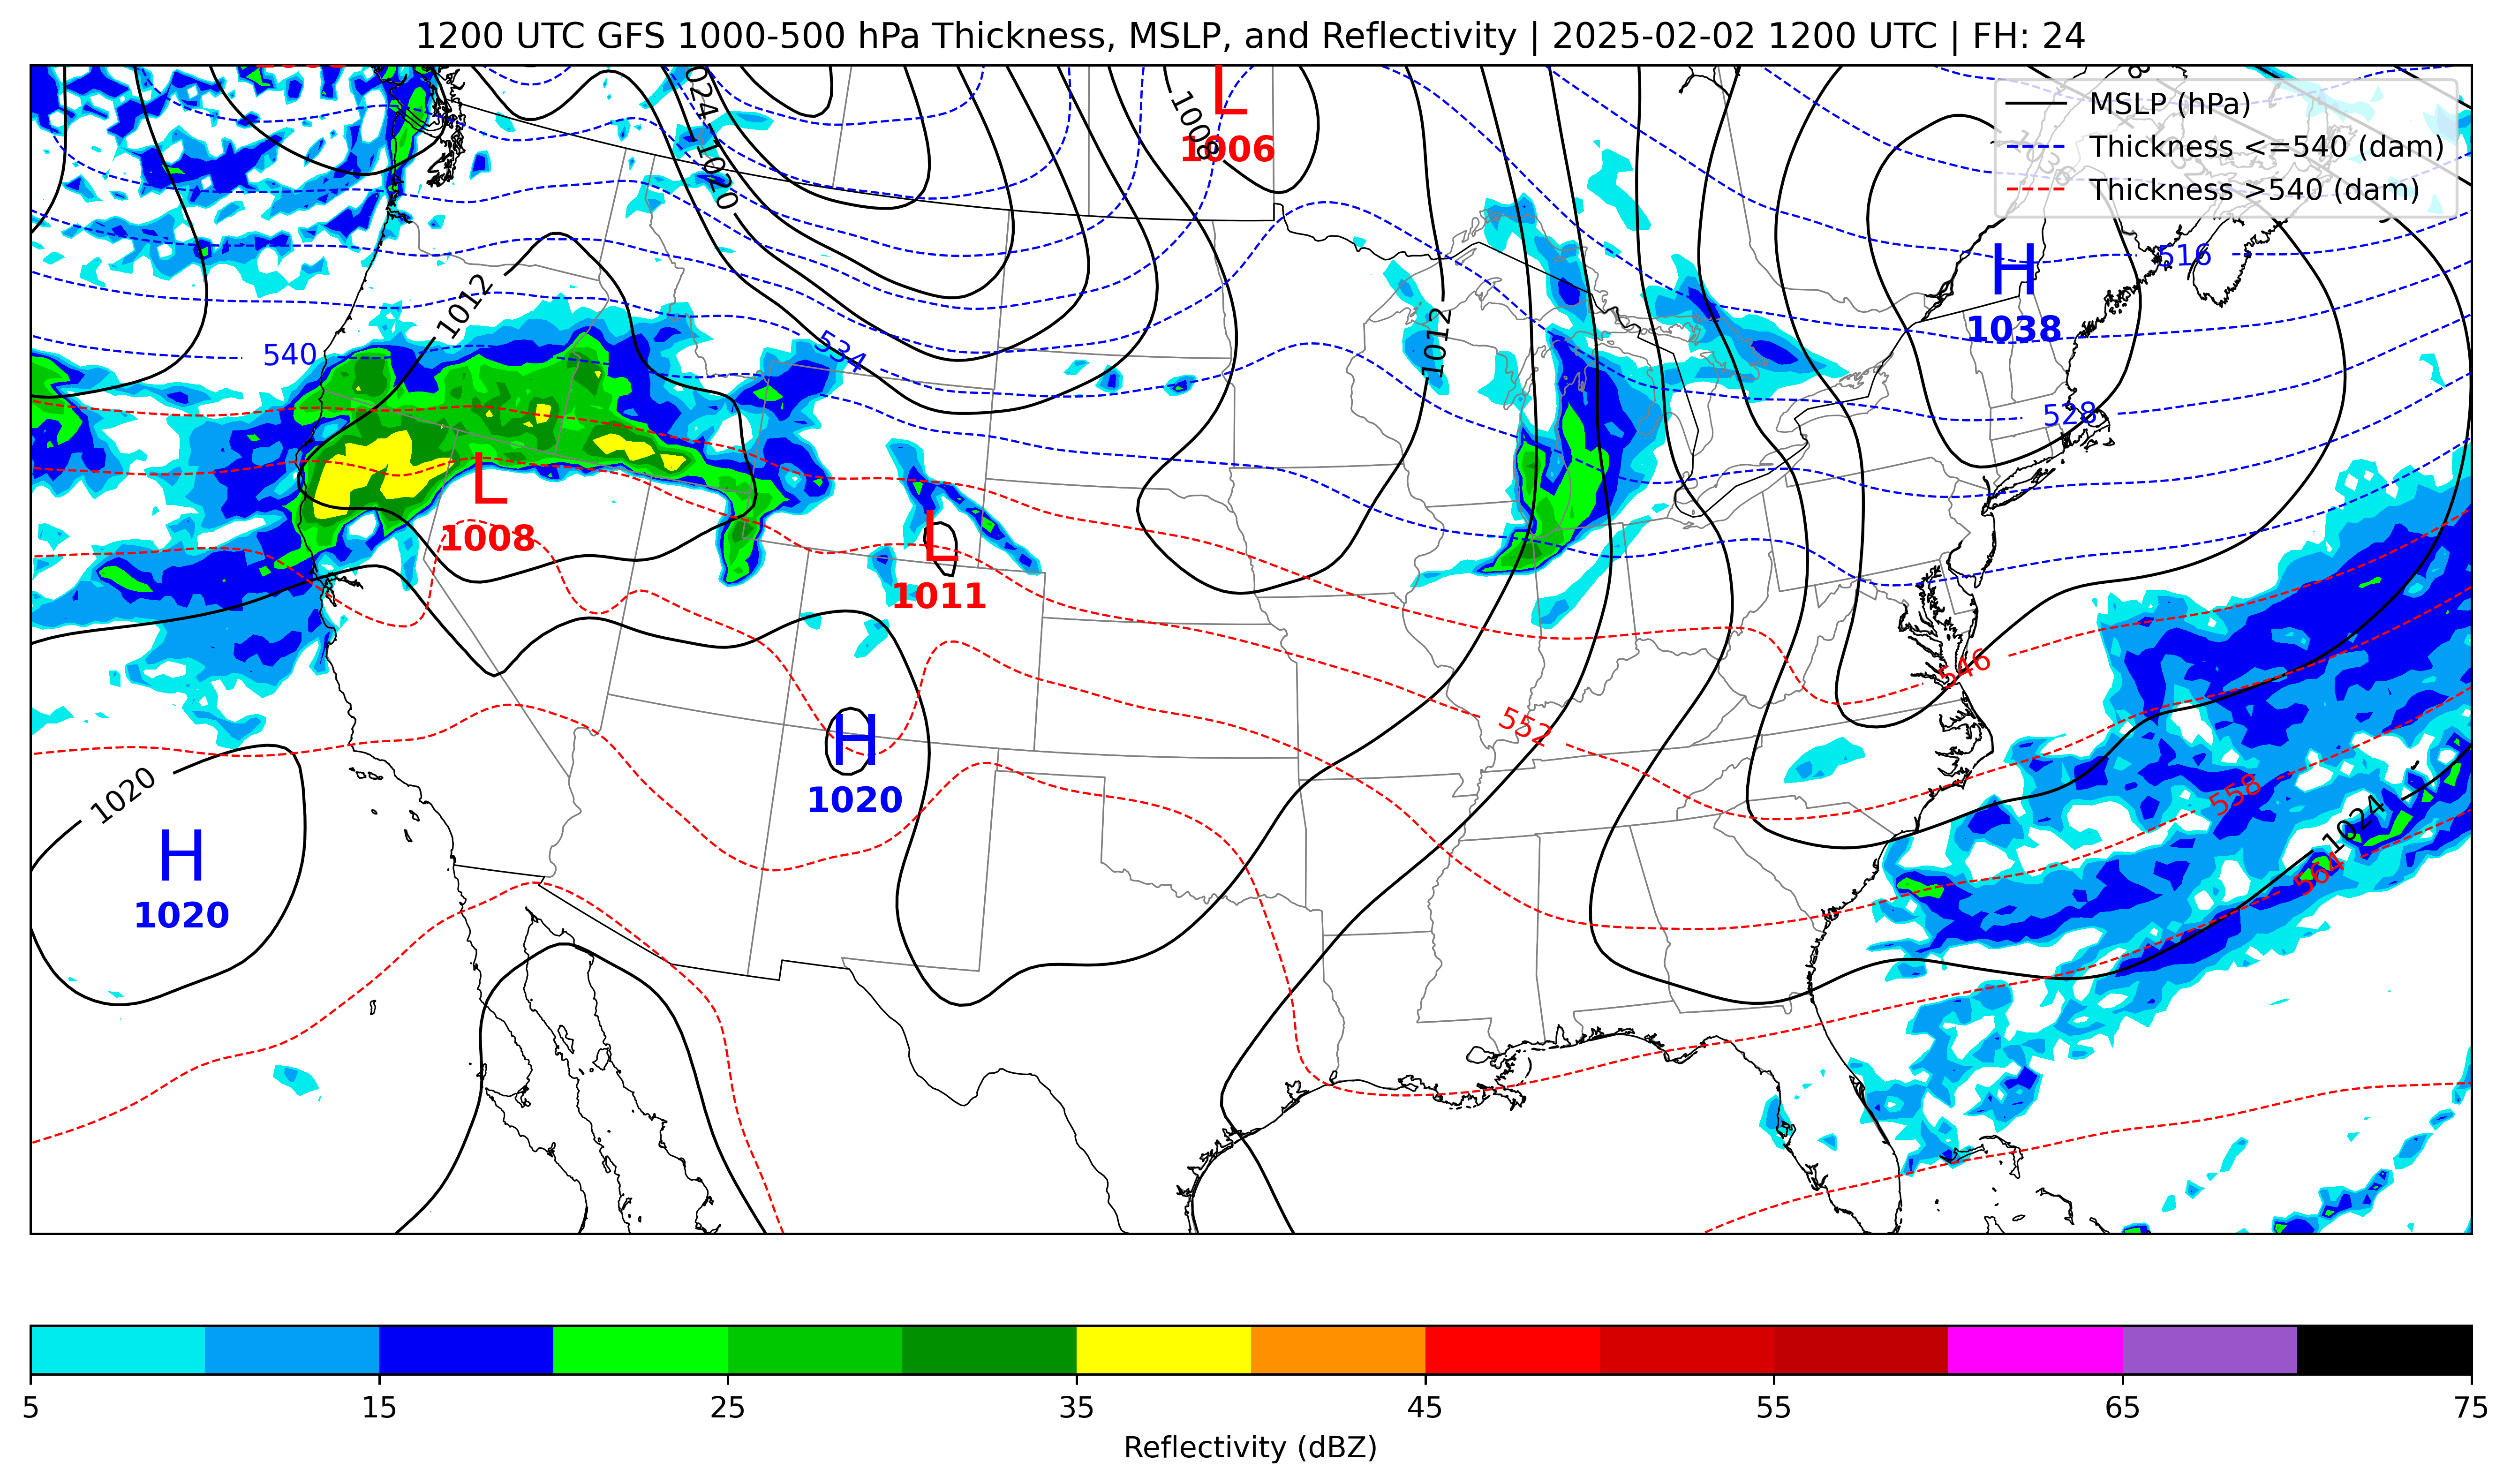 1200 UTC GFS 1000-500 hPa Thickness, MSLP, and Reflectivity | 2025-02-02 1200 UTC | FH: 24
MSLP (hPa)
Thickness <=540 (dam)
Thickness >540 (dam)
L
1006
1008
1024
1020
1036
H
1038
516
1012
1012
540
534
528
L
1008
L
1011
546
552
H
1020
558
1024
564
1020
H
1020
5
15
25
35
45
55
65
75
Reflectivity (dBZ)